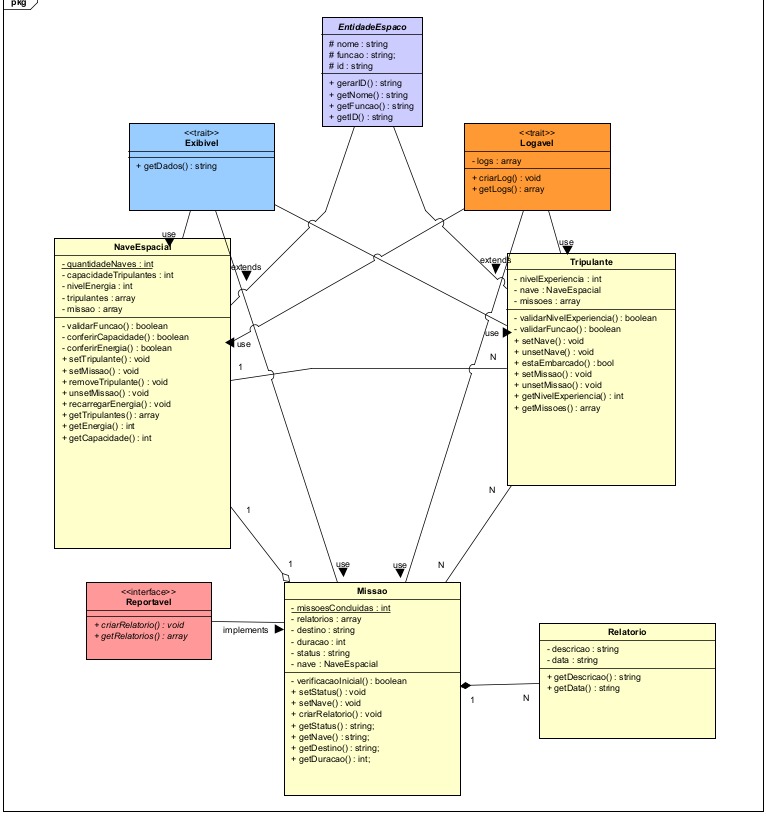 pkg
EntidadeEspaco
# nome : string
# funcao : string;
# id : string
+ gerarID() : string
+ getNome() : string
+ getFuncao() : string
+ getID() : string
<<trait>>
Exibivel
+ getDados() : string
<<trait>>
Logavel
- logs : array
+ criarLog() : void
+ getLogs() : array
use
extends
NaveEspacial
- quantidadeNaves : int
- capacidadeTripulantes : int
- nivelEnergia : int
- tripulantes : array
- missao : array
- validarFuncao() : boolean
- conferirCapacidade() : boolean
- conferirEnergia() : boolean
+ setTripulante() : void
+ setMissao() : void
+ removeTripulante() : void
+ unsetMissao() : void
+ recarregarEnergia() : void
+ getTripulantes() : array
+ getEnergia() : int
+ getCapacidade() : int
use
extends
Tripulante
- nivelExperiencia : int
- nave : NaveEspacial
- missoes : array
- validarNivelExperiencia() : boolean
- validarFuncao() : boolean
+ setNave() : void
+ unsetNave() : void
+ estaEmbarcado() : bool
+ setMissao() : void
+ unsetMissao() : void
+ getNivelExperiencia() : int
+ getMissoes() : array
use
use
1
N
1
1
N
N
use
use
<<interface>>
Reportavel
+ criarRelatorio() : void
+ getRelatorios() : array
implements
Missao
- missoesConcluidas : int
- relatorios : array
- destino : string
- duracao : int
- status : string
- nave : NaveEspacial
- verificacaoInicial() : boolean
+ setStatus() : void
+ setNave() : void
+ criarRelatorio() : void
+ getStatus() : string;
+ getNave() : string;
+ getDestino() : string;
+ getDuracao() : int;
1
N
Relatorio
- descricao : string
- data : string
+ getDescricao() : string
+ getData() : string